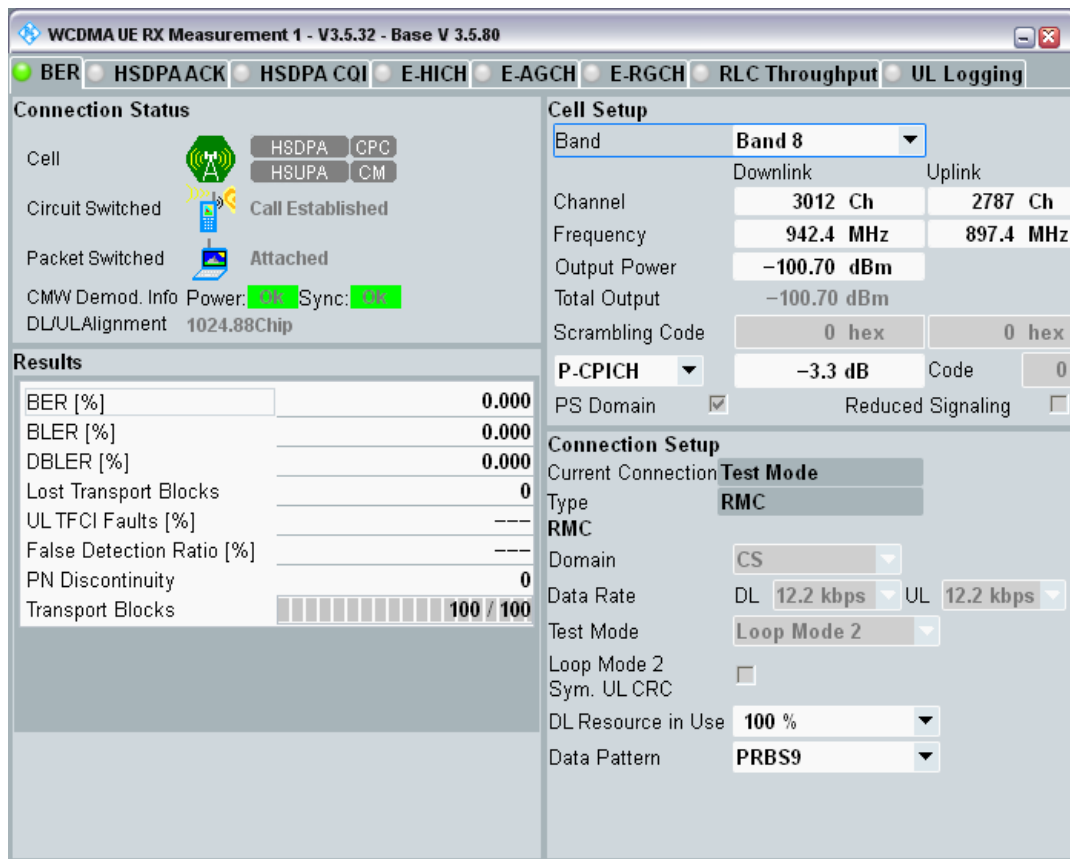 WCDMA UE RX Measurement 1 - V3.5.32 - Base V 3.5.80
BER HSDPA ACK HSDPA CQI E-HICH E-AGCH E-RGCH RLC Throughput UL Logging
Connection Status
Cell HSDPA CPC
HSUPA CM
Circuit Switched Call Established
Packet Switched Attached
CMW Demod. Info Power: Ok Sync: Ok
DL/UL Alignment 1024.88Chip
Results
BER [%] 0.000
BLER [%] 0.000
DBLER [%] 0.000
Lost Transport Blocks 0
UL TFCI Faults [%] ---
False Detection Ratio [%] ---
PN Discontinuity 0
Transport Blocks 100 / 100
Cell Setup
Band Band 8
Downlink Uplink
Channel 3012 Ch 2787 Ch
Frequency 942.4 MHz 897.4 MHz
Output Power −100.70 dBm
Total Output −100.70 dBm
Scrambling Code 0 hex 0 hex
P-CPICH −3.3 dB Code 0
PS Domain Reduced Signaling
Connection Setup
Current Connection Test Mode
Type RMC
RMC
Domain CS
Data Rate DL 12.2 kbps UL 12.2 kbps
Test Mode Loop Mode 2
Loop Mode 2
Sym. UL CRC
DL Resource in Use 100 %
Data Pattern PRBS9